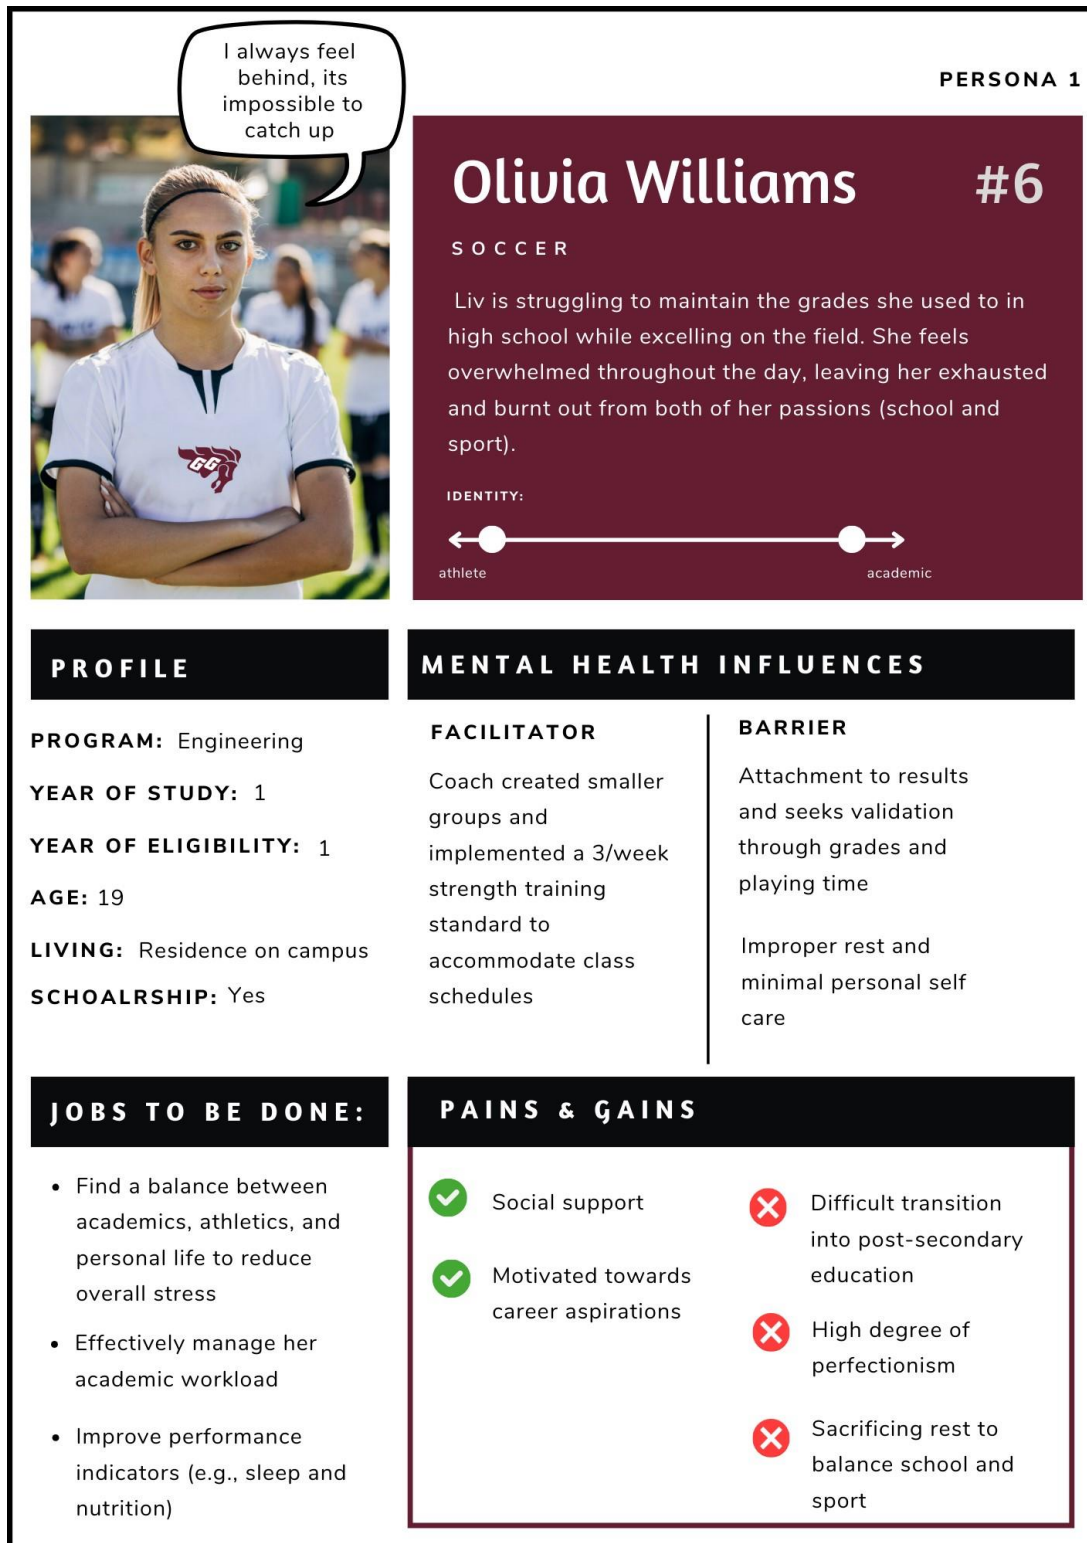 I always feel
behind, its
impossible to
catch up
PERSONA 1
Olivia Williams #6
SOCCER
Liv is struggling to maintain the grades she used to in
high school while excelling on the field. She feels
overwhelmed throughout the day, leaving her exhausted
and burnt out from both of her passions (school and
sport).
IDENTITY:
athlete academic
GG
PROFILE
PROGRAM: Engineering
YEAR OF STUDY: 1
YEAR OF ELIGIBILITY: 1
AGE: 19
LIVING: Residence on campus
SCHOALRSHIP: Yes
MENTAL HEALTH INFLUENCES
FACILITATOR
Coach created smaller
groups and
implemented a 3/week
strength training
standard to
accommodate class
schedules
BARRIER
Attachment to results
and seeks validation
through grades and
playing time
Improper rest and
minimal personal self
care
JOBS TO BE DONE:
• Find a balance between
academics, athletics, and
personal life to reduce
overall stress
• Effectively manage her
academic workload
• Improve performance
indicators (e.g., sleep and
nutrition)
PAINS & GAINS
Social support
Motivated towards
career aspirations
Difficult transition
into post-secondary
education
High degree of
perfectionism
Sacrificing rest to
balance school and
sport